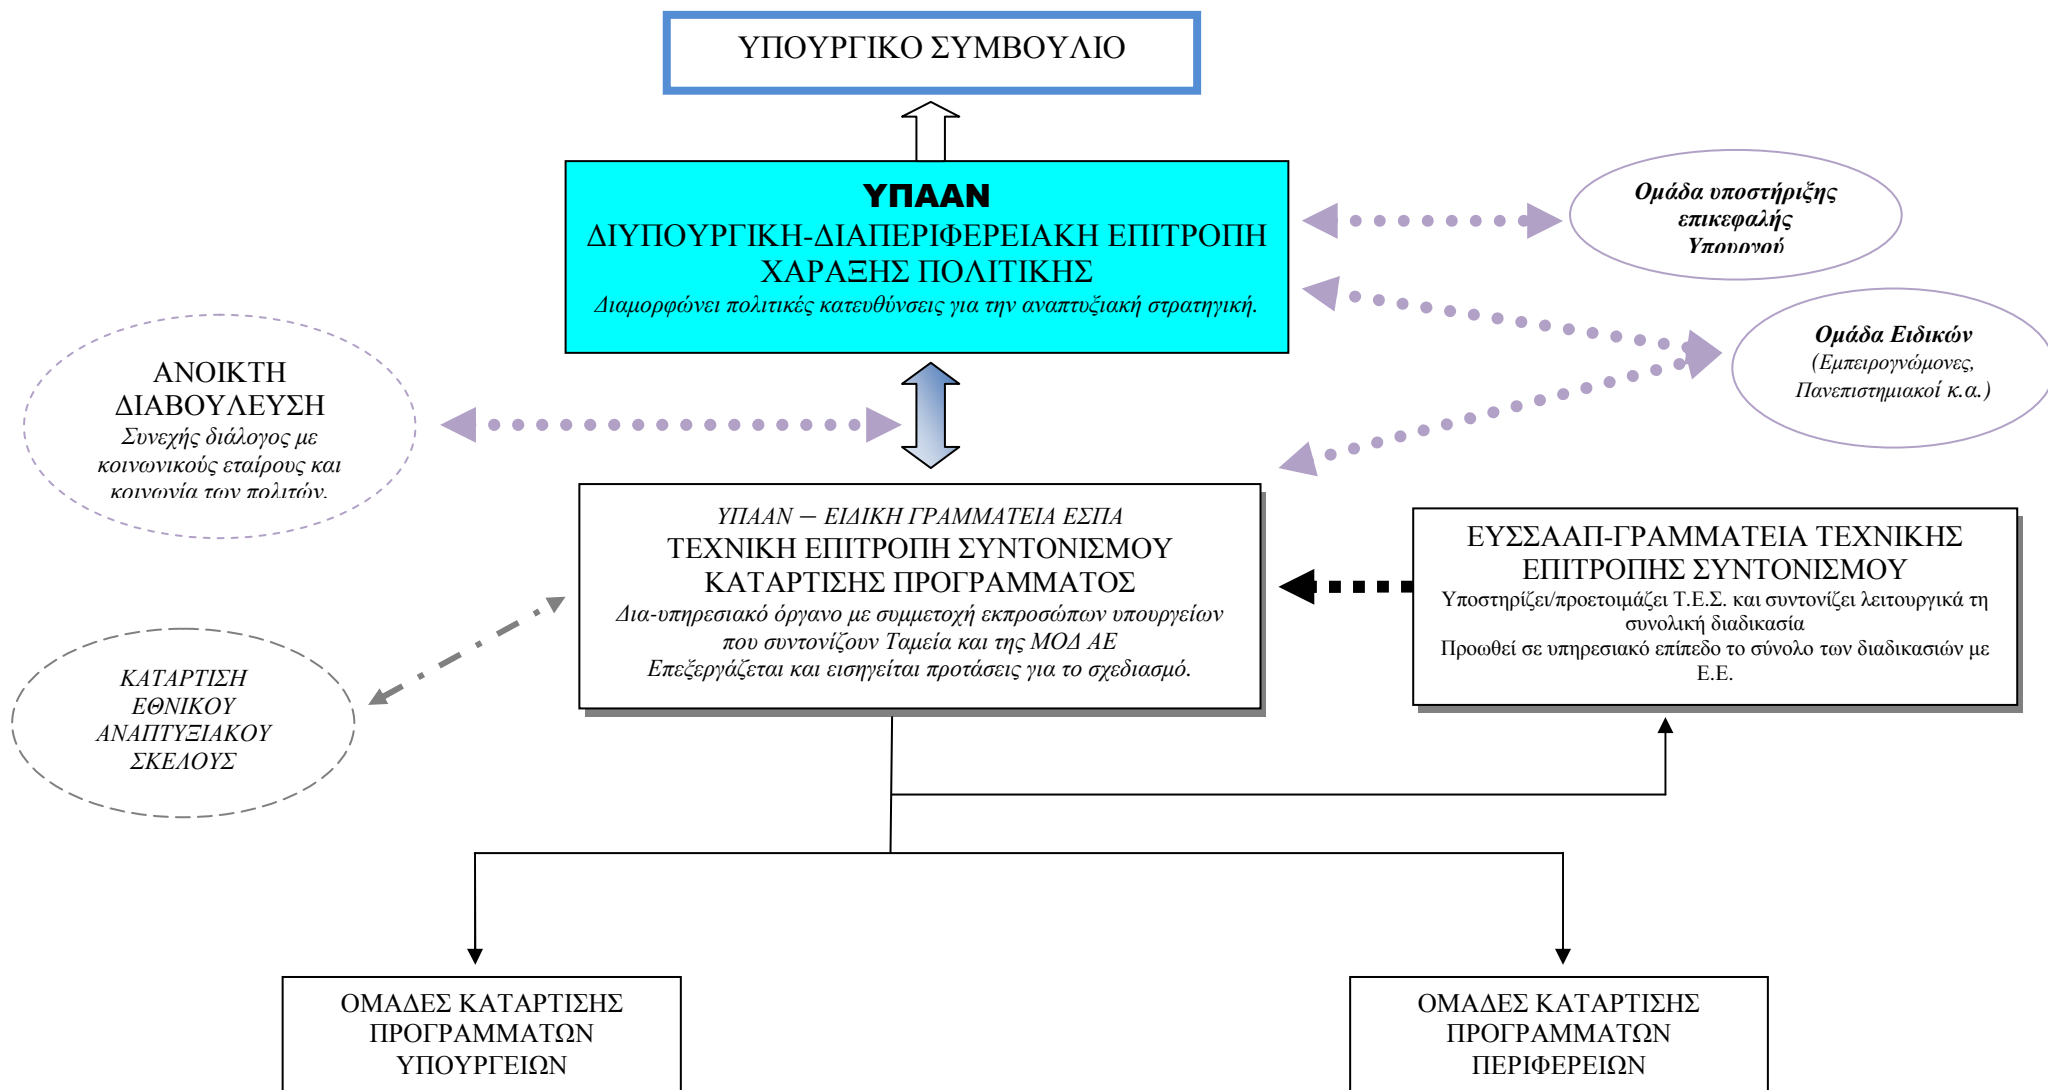 ΥΠΟΥΡΓΙΚΟ ΣΥΜΒΟΥΛΙΟ
ΥΠΑΑΝ
ΔΙΥΠΟΥΡΓΙΚΗ-ΔΙΑΠΕΡΙΦΕΡΕΙΑΚΗ ΕΠΙΤΡΟΠΗ
ΧΑΡΑΞΗΣ ΠΟΛΙΤΙΚΗΣ
Διαμορφώνει πολιτικές κατευθύνσεις για την αναπτυξιακή στρατηγική.
Ομάδα υποστήριξης
επικεφαλής
Υπουργού
Ομάδα Ειδικών
(Εμπειρογνώμονες,
Πανεπιστημιακοί κ.α.)
ΑΝΟΙΚΤΗ
ΔΙΑΒΟΥΛΕΥΣΗ
Συνεχής διάλογος με
κοινωνικούς εταίρους και
κοινωνία των πολιτών.
ΥΠΑΑΝ – ΕΙΔΙΚΗ ΓΡΑΜΜΑΤΕΙΑ ΕΣΠΑ
ΤΕΧΝΙΚΗ ΕΠΙΤΡΟΠΗ ΣΥΝΤΟΝΙΣΜΟΥ
ΚΑΤΑΡΤΙΣΗΣ ΠΡΟΓΡΑΜΜΑΤΟΣ
Δια-υπηρεσιακό όργανο με συμμετοχή εκπροσώπων υπουργείων
που συντονίζουν Ταμεία και της ΜΟΔ ΑΕ
Επεξεργάζεται και εισηγείται προτάσεις για το σχεδιασμό.
ΕΥΣΣΑΑΠ-ΓΡΑΜΜΑΤΕΙΑ ΤΕΧΝΙΚΗΣ
ΕΠΙΤΡΟΠΗΣ ΣΥΝΤΟΝΙΣΜΟΥ
Υποστηρίζει/προετοιμάζει Τ.Ε.Σ. και συντονίζει λειτουργικά τη
συνολική διαδικασία
Προωθεί σε υπηρεσιακό επίπεδο το σύνολο των διαδικασιών με
Ε.Ε.
ΚΑΤΑΡΤΙΣΗ
ΕΘΝΙΚΟΥ
ΑΝΑΠΤΥΞΙΑΚΟΥ
ΣΚΕΛΟΥΣ
ΟΜΑΔΕΣ ΚΑΤΑΡΤΙΣΗΣ
ΠΡΟΓΡΑΜΜΑΤΩΝ
ΥΠΟΥΡΓΕΙΩΝ
ΟΜΑΔΕΣ ΚΑΤΑΡΤΙΣΗΣ
ΠΡΟΓΡΑΜΜΑΤΩΝ
ΠΕΡΙΦΕΡΕΙΩΝ